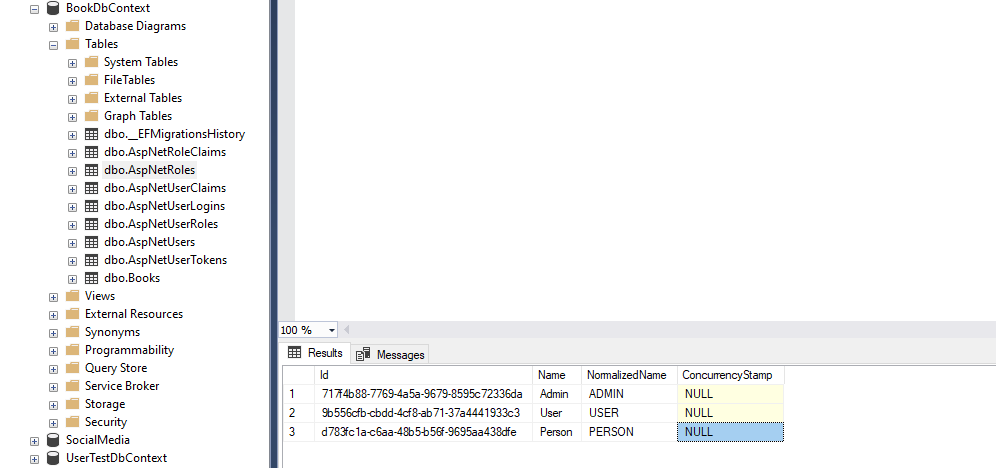 BookDbContext
Database Diagrams
Tables
System Tables
FileTables
External Tables
Graph Tables
dbo.__EFMigrationsHistory
dbo.AspNetRoleClaims
dbo.AspNetRoles
dbo.AspNetUserClaims
dbo.AspNetUserLogins
dbo.AspNetUserRoles
dbo.AspNetUsers
dbo.AspNetUserTokens
dbo.Books
Views
External Resources
Synonyms
Programmability
Query Store
Service Broker
Storage
Security
SocialMedia
UserTestDbContext
100 %
Results Messages
Id Name NormalizedName ConcurrencyStamp
1 717f4b88-7769-4a5a-9679-8595c72336da Admin ADMIN NULL
2 9b556cfb-cbdd-4cf8-ab71-37a4441933c3 User USER NULL
3 d783fc1a-c6aa-48b5-b56f-9695aa438dfe Person PERSON NULL